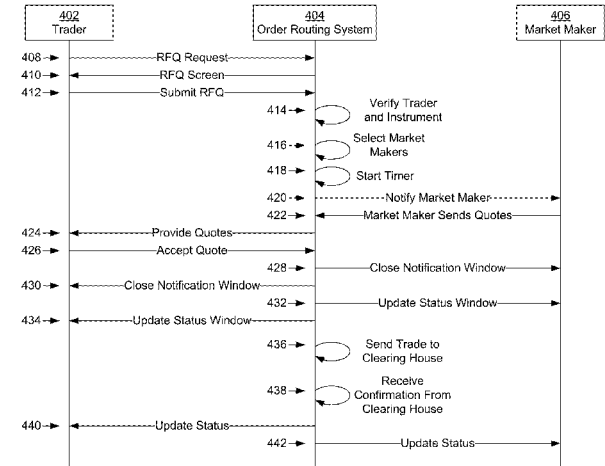 402 404 406
Trader Order Routing System Market Maker
408 RFQ Request
410 RFQ Screen
412 Submit RFQ
414 Verify Trader
and Instrument
416 Select Market
Makers
418 Start Timer
420 Notify Market Maker
422 Market Maker Sends Quotes
424 Provide Quotes
426 Accept Quote
428 Close Notification Window
430 Close Notification Window
432 Update Status Window
434 Update Status Window
436 Send Trade to
Clearing House
Receive
438 Confirmation From
Clearing House
440 Update Status
442 Update Status